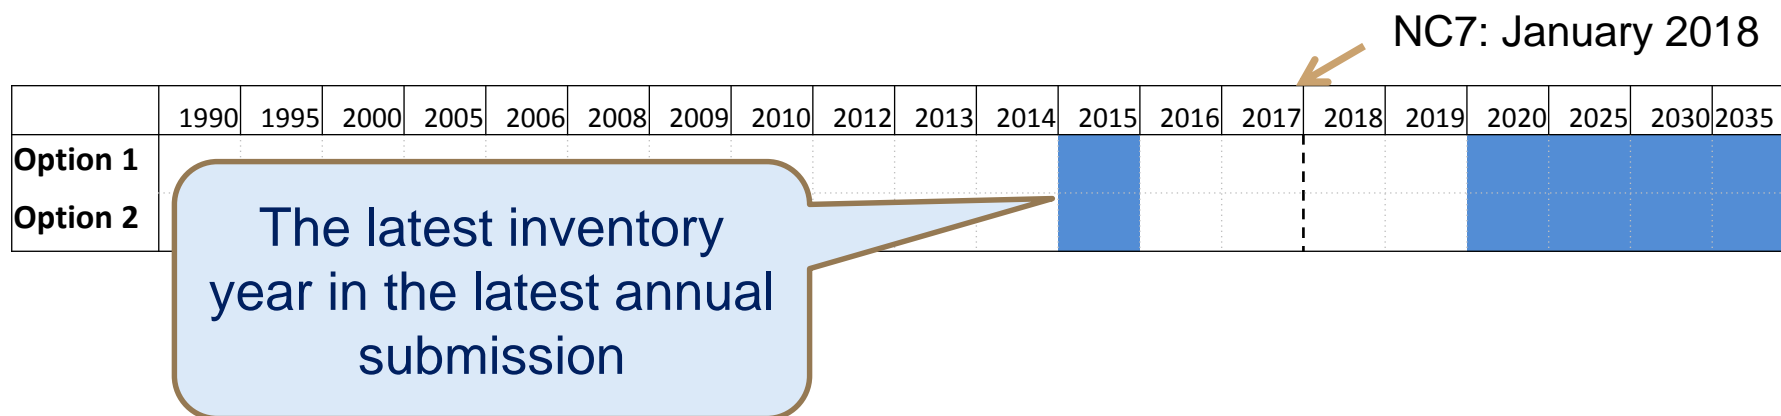 NC7: January 2018
1990 1995 2000 2005 2006 2008 2009 2010 2012 2013 2014 2015 2016 2017 2018 2019 2020 2025 2030 2035
Option 1
Option 2
The latest inventory
year in the latest annual
submission